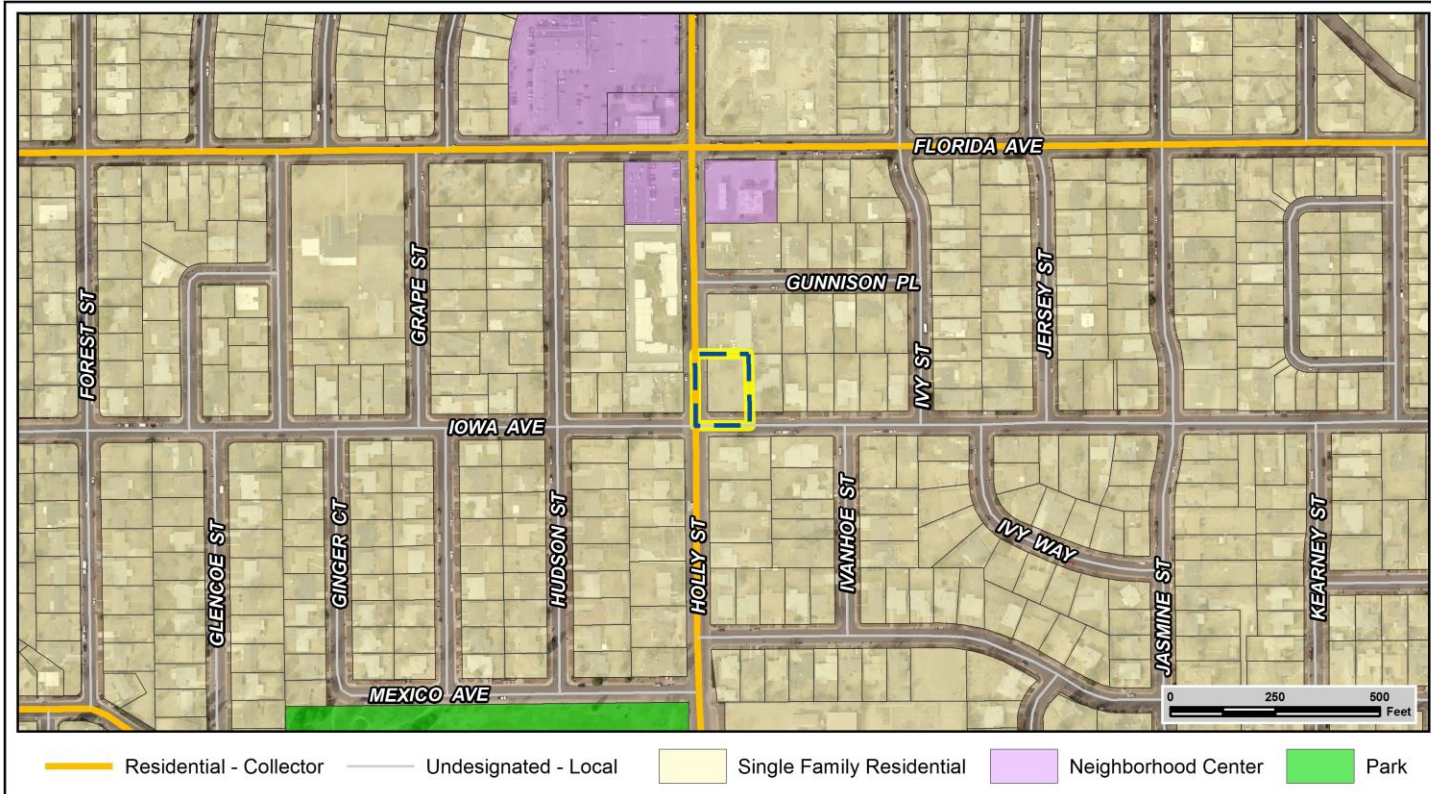 FLORIDA AVE
GRAPE ST
GUNNISON PL
FOREST ST
JERSEY ST
IVY ST
IOWA AVE
GLENCOE ST
GINGER CT
HUDSON ST
HOLLY ST
IVANHOE ST
IVY WAY
JASMINE ST
KEARNEY ST
MEXICO AVE
0 250 500
Feet
Residential - Collector Undesignated - Local Single Family Residential Neighborhood Center Park